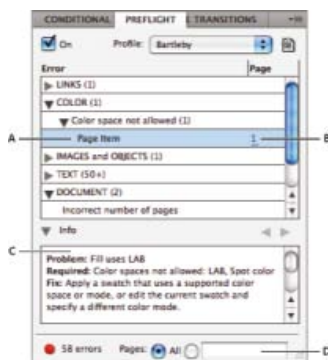 CONDITIONAL PREFLIGHT TRANSITIONS
On Profile: Bartleby
Error Page
LINKS (1)
COLOR (1)
Color space not allowed (1)
A Page Item 1 B
IMAGES and OBJECTS (1)
TEXT (50+)
DOCUMENT (2)
Incorrect number of pages
Info
C
Problem: Fill uses LAB
Required: Color spaces not allowed: LAB, Spot color
Fix: Apply a swatch that uses a supported color
space or mode, or edit the current swatch and
specify a different color mode.
58 errors Pages: All D